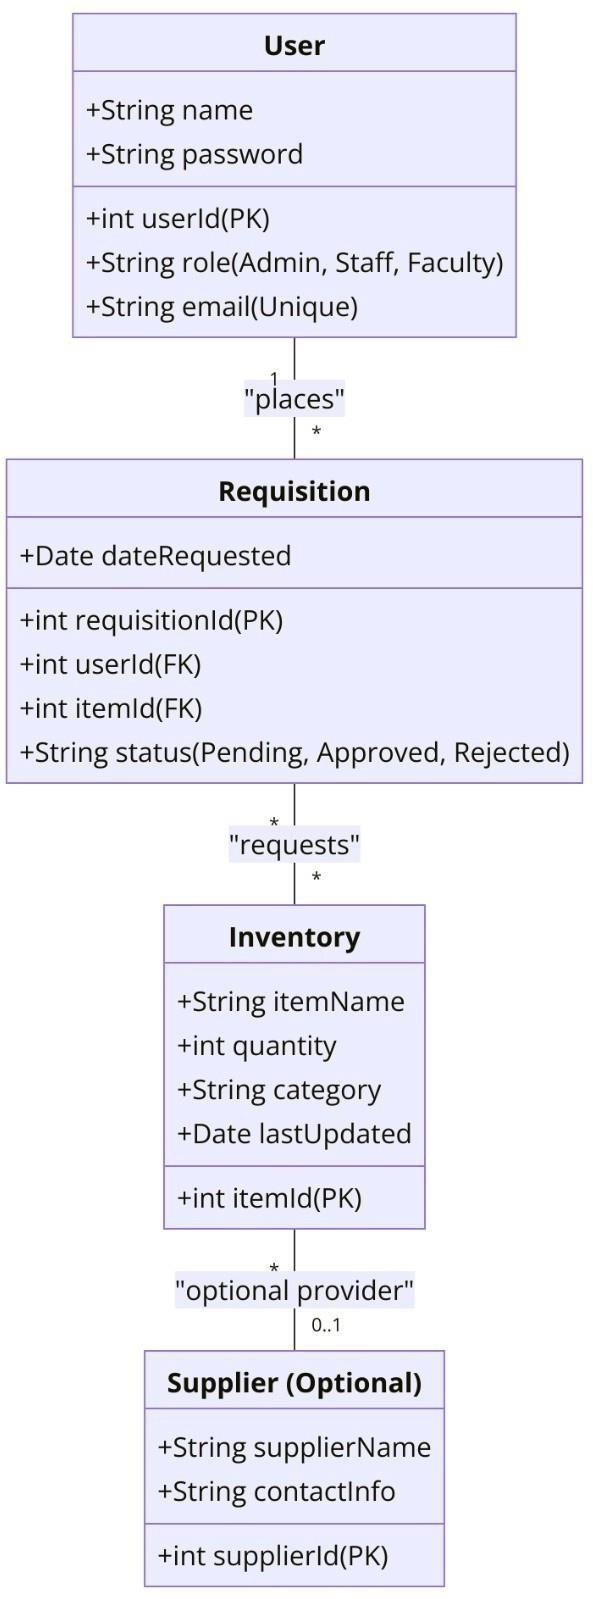 User
+String name
+String password
+int userId(PK)
+String role(Admin, Staff, Faculty)
+String email(Unique)
1
"places"
*
Requisition
+Date dateRequested
+int requisitionId(PK)
+int userId(FK)
+int itemId(FK)
+String status(Pending, Approved, Rejected)
*
"requests"
*
Inventory
+String itemName
+int quantity
+String category
+Date lastUpdated
+int itemId(PK)
*
"optional provider"
0..1
Supplier (Optional)
+String supplierName
+String contactInfo
+int supplierId(PK)